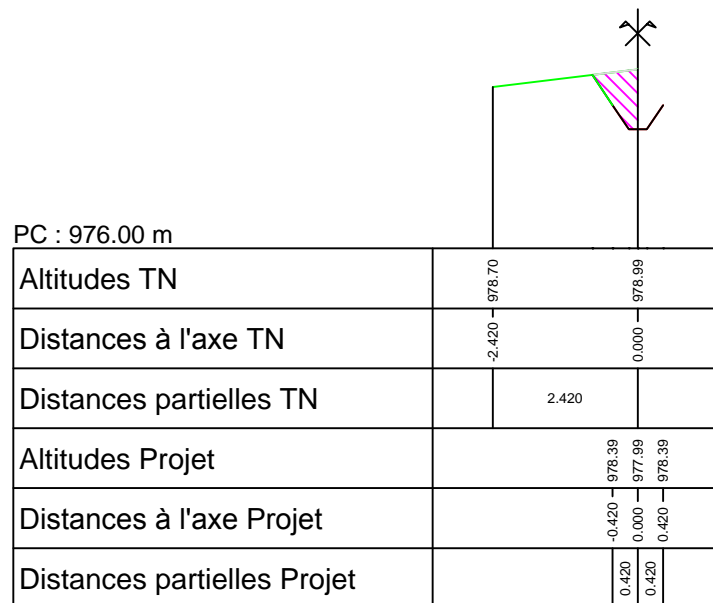 PC : 976.00 m
Altitudes TN 978.70 978.99
Distances à l'axe TN -2.420 0.000
Distances partielles TN 2.420
Altitudes Projet 978.39 977.99 978.39
Distances à l'axe Projet -0.420 0.000 0.420
Distances partielles Projet 0.420 0.420